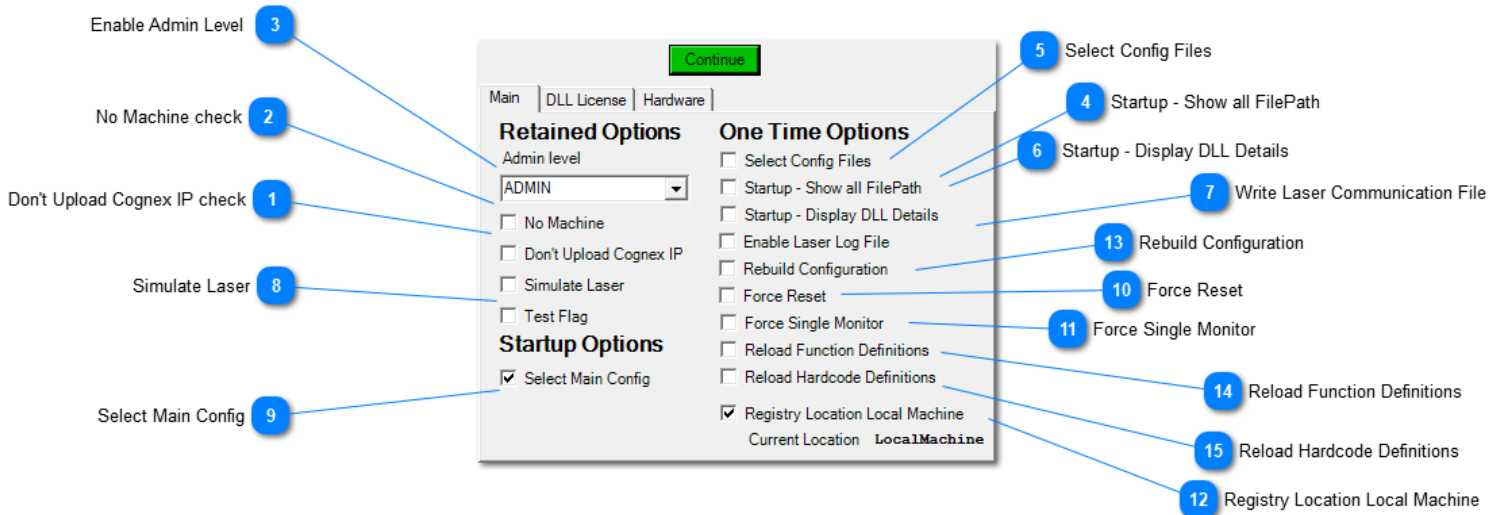 Enable Admin Level 3
No Machine check 2
Don't Upload Cognex IP check 1
Simulate Laser 8
Select Main Config 9
Continue
Main DLL License Hardware
Retained Options
Admin level
ADMIN
No Machine
Don't Upload Cognex IP
Simulate Laser
Test Flag
Startup Options
Select Main Config
One Time Options
Select Config Files
Startup - Show all FilePath
Startup - Display DLL Details
Enable Laser Log File
Rebuild Configuration
Force Reset
Force Single Monitor
Reload Function Definitions
Reload Hardcode Definitions
Registry Location Local Machine
Current Location LocalMachine
5 Select Config Files
4 Startup - Show all FilePath
6 Startup - Display DLL Details
7 Write Laser Communication File
13 Rebuild Configuration
10 Force Reset
11 Force Single Monitor
14 Reload Function Definitions
15 Reload Hardcode Definitions
12 Registry Location Local Machine